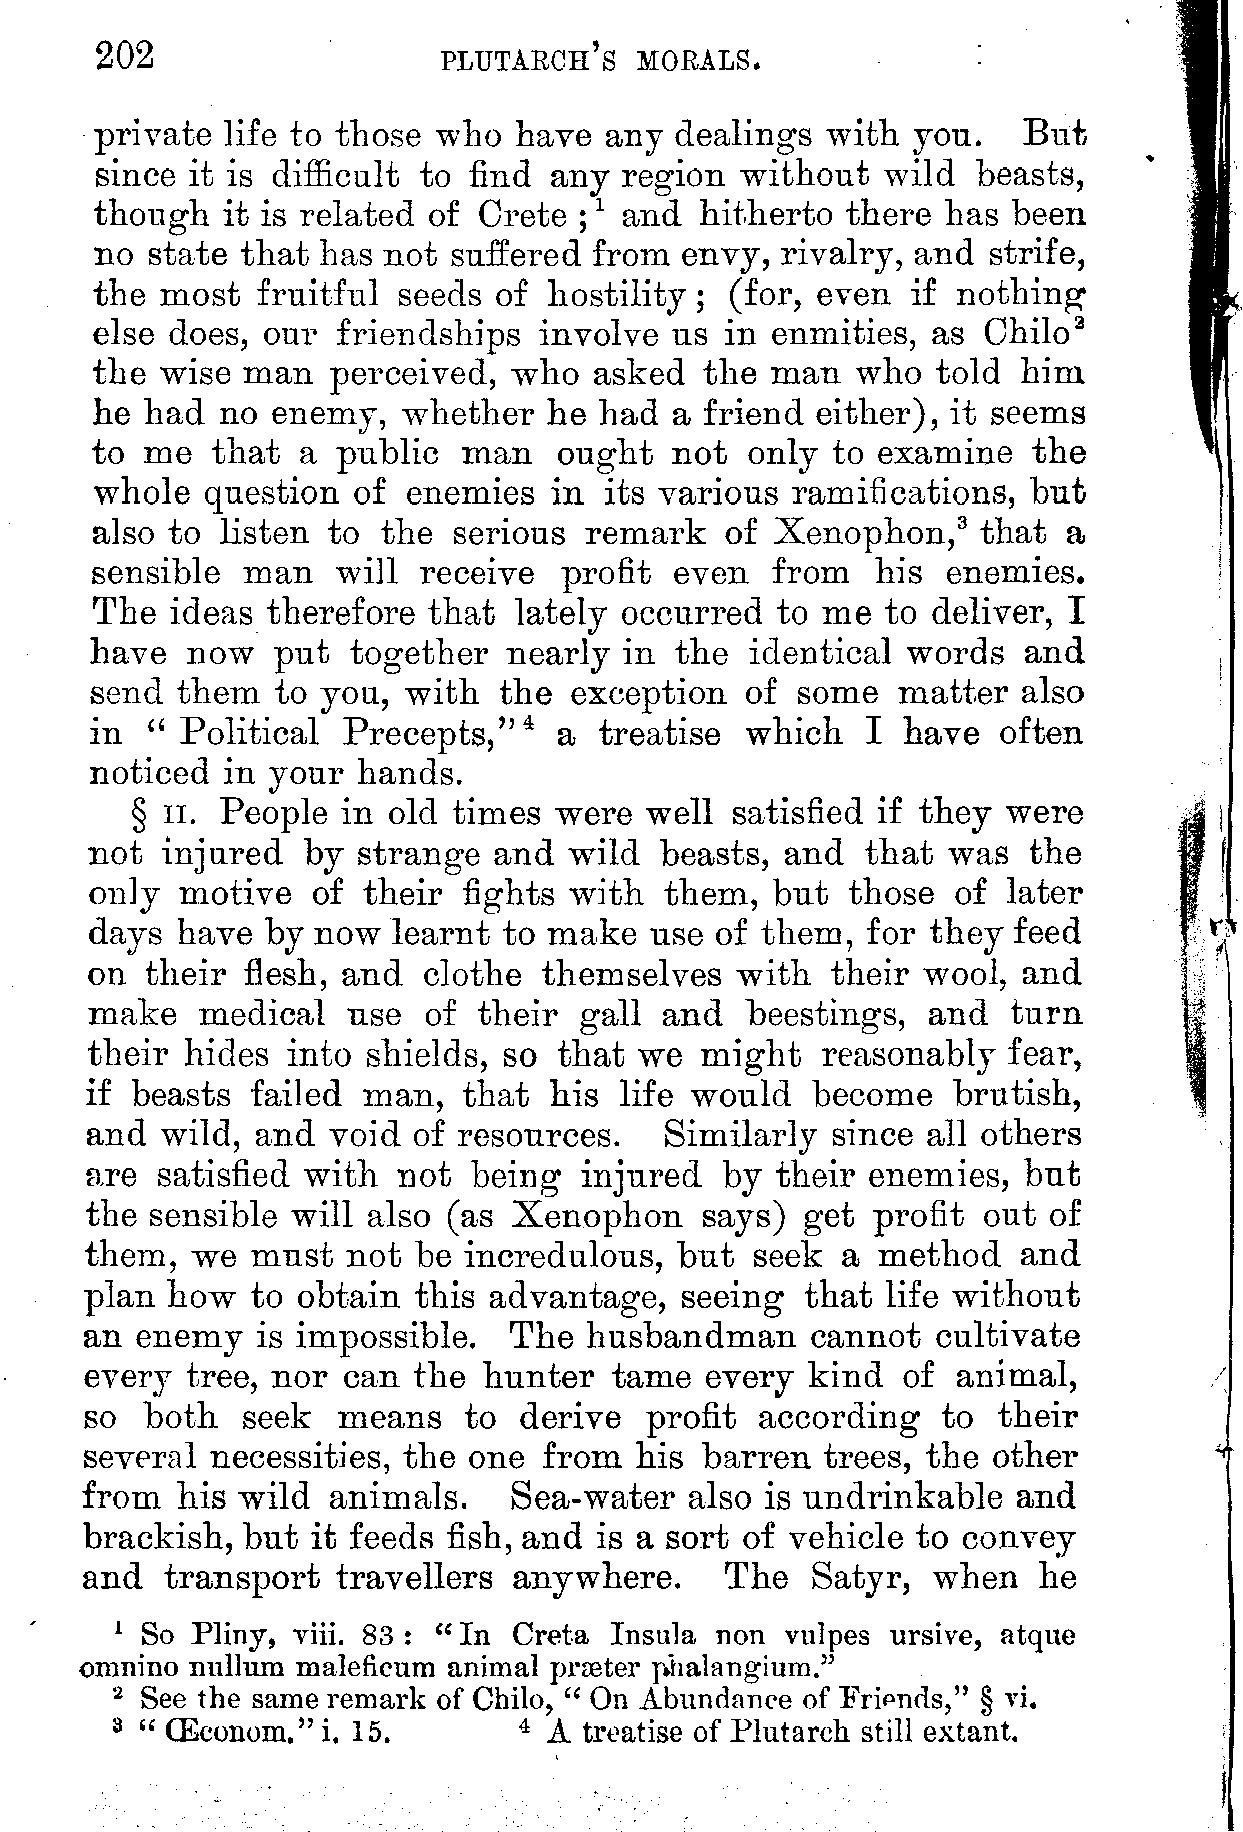 202 PLUTARCH'S MORALS.
private life to those who have any dealings with you. But
since it is difficult to find any region without wild beasts,
though it is related of Crete ;¹ and hitherto there has been
no state that has not suffered from envy, rivalry, and strife,
the most fruitful seeds of hostility ; (for, even if nothing
else does, our friendships involve us in enmities, as Chilo²
the wise man perceived, who asked the man who told him
he had no enemy, whether he had a friend either), it seems
to me that a public man ought not only to examine the
whole question of enemies in its various ramifications, but
also to listen to the serious remark of Xenophon,³ that a
sensible man will receive profit even from his enemies.
The ideas therefore that lately occurred to me to deliver, I
have now put together nearly in the identical words and
send them to you, with the exception of some matter also
in “ Political Precepts,”⁴ a treatise which I have often
noticed in your hands.
§ II. People in old times were well satisfied if they were
not injured by strange and wild beasts, and that was the
only motive of their fights with them, but those of later
days have by now learnt to make use of them, for they feed
on their flesh, and clothe themselves with their wool, and
make medical use of their gall and beestings, and turn
their hides into shields, so that we might reasonably fear,
if beasts failed man, that his life would become brutish,
and wild, and void of resources. Similarly since all others
are satisfied with not being injured by their enemies, but
the sensible will also (as Xenophon says) get profit out of
them, we must not be incredulous, but seek a method and
plan how to obtain this advantage, seeing that life without
an enemy is impossible. The husbandman cannot cultivate
every tree, nor can the hunter tame every kind of animal,
so both seek means to derive profit according to their
several necessities, the one from his barren trees, the other
from his wild animals. Sea-water also is undrinkable and
brackish, but it feeds fish, and is a sort of vehicle to convey
and transport travellers anywhere. The Satyr, when he
¹ So Pliny, viii. 83 : “In Creta Insula non vulpes ursive, atque
omnino nullum maleficum animal præter phalangium.”
² See the same remark of Chilo, “ On Abundance of Friends,” § vi.
³ “ Œconom.” i. 15. ⁴ A treatise of Plutarch still extant.